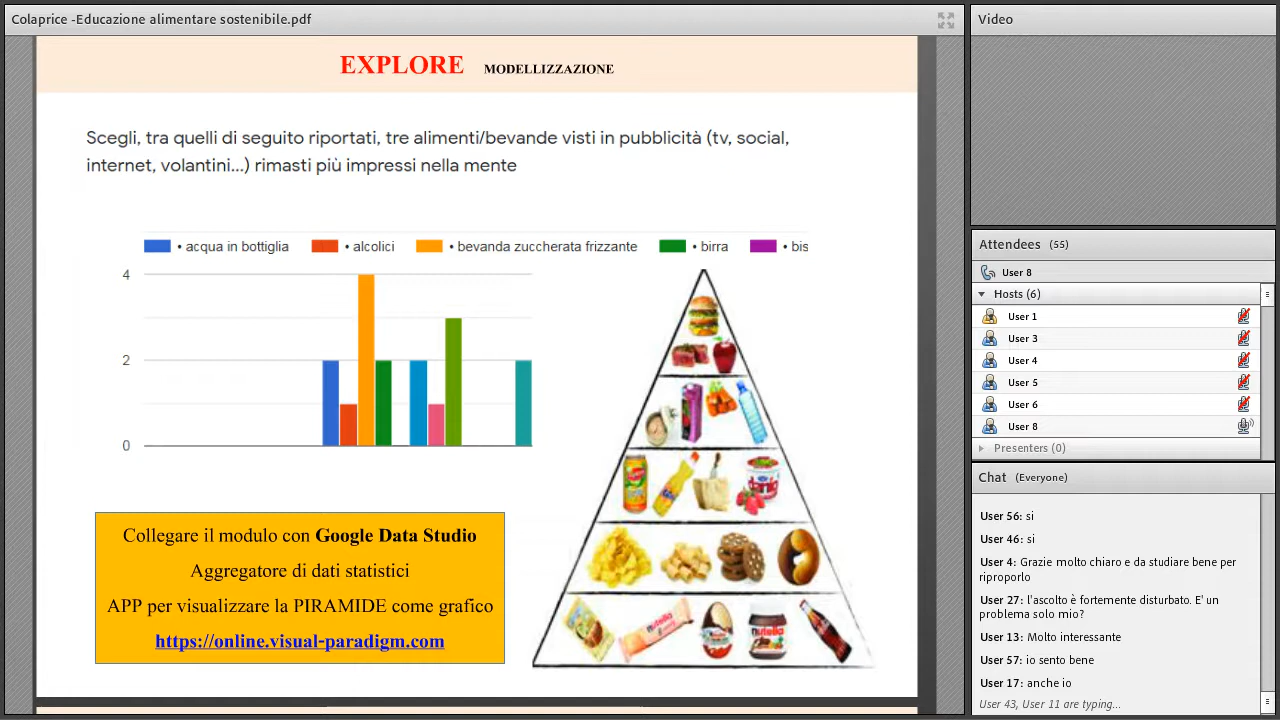 Colaprice -Educazione alimentare sostenibile.pdf
EXPLORE MODELLIZZAZIONE
Scegli, tra quelli di seguito riportati, tre alimenti/bevande visti in pubblicità (tv, social,
internet, volantini...) rimasti più impressi nella mente
• acqua in bottiglia • alcolici • bevanda zuccherata frizzante • birra • bis
4
2
0
nutella
nutella
Collegare il modulo con Google Data Studio
Aggregatore di dati statistici
APP per visualizzare la PIRAMIDE come grafico
https://online.visual-paradigm.com
Video
Attendees (55)
User 8
Hosts (6)
User 1
User 3
User 4
User 5
User 6
User 8
Presenters (0)
Chat (Everyone)
User 56: si
User 46: si
User 4: Grazie molto chiaro e da studiare bene per
riproporlo
User 27: l'ascolto è fortemente disturbato. E' un
problema solo mio?
User 13: Molto interessante
User 57: io sento bene
User 17: anche io
User 43, User 11 are typing...